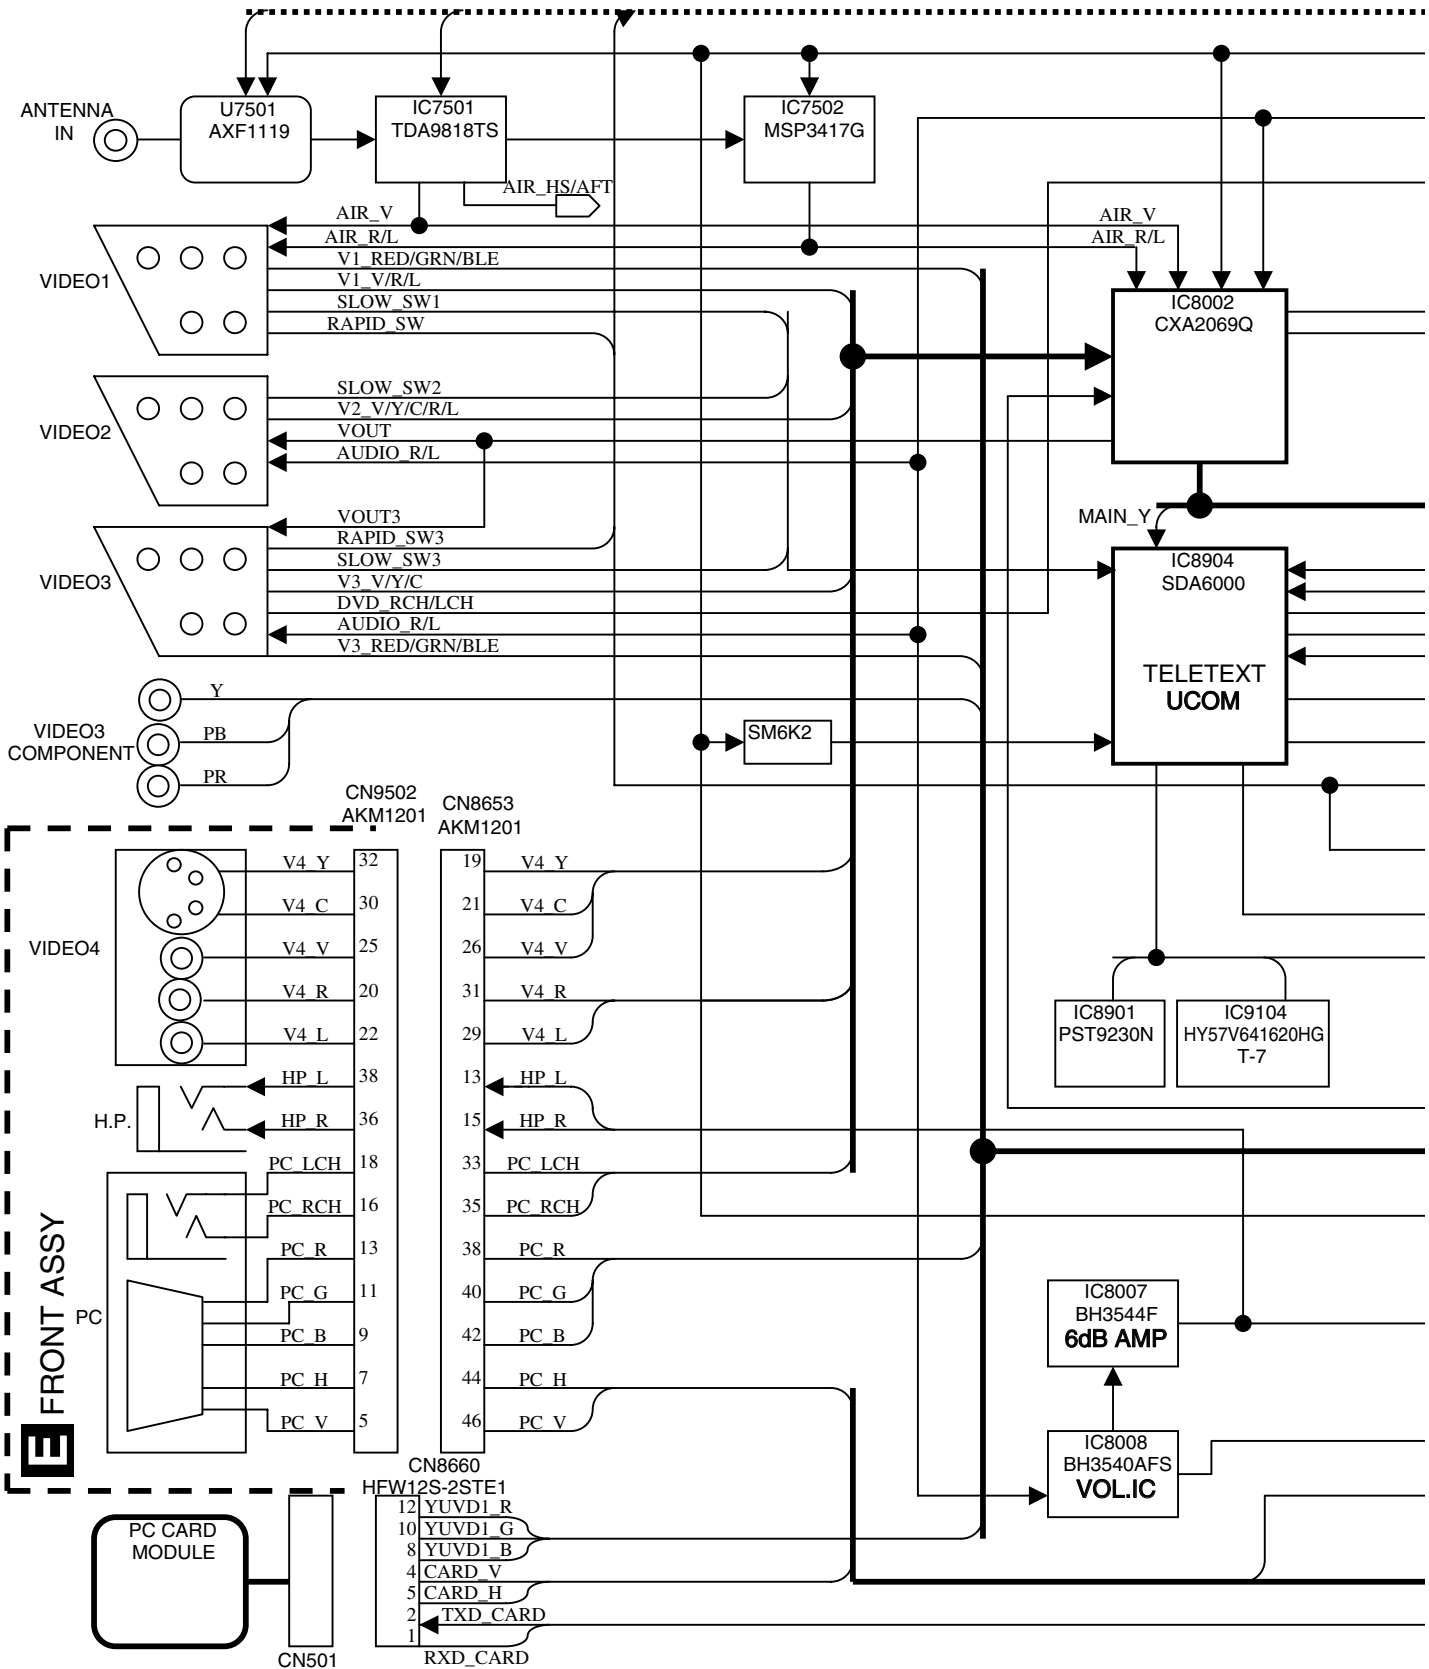 ANTENNA
IN
U7501
AXF1119
IC7501
TDA9818TS
IC7502
MSP3417G
AIR_HS/AFT
AIR_V
AIR_R/L
V1_RED/GRN/BLE
V1_V/R/L
SLOW_SW1
RAPID_SW
VIDEO1
AIR_V
AIR_R/L
IC8002
CXA2069Q
SLOW_SW2
V2_V/Y/C/R/L
VOUT
AUDIO_R/L
VIDEO2
VOUT3
RAPID_SW3
SLOW_SW3
V3_V/Y/C
DVD_RCH/LCH
AUDIO_R/L
V3_RED/GRN/BLE
VIDEO3
MAIN_Y
IC8904
SDA6000
TELETEXT
UCOM
Y
PB
PR
VIDEO3
COMPONENT
SM6K2
CN9502
AKM1201
CN8653
AKM1201
VIDEO4
V4_Y 32 19 V4_Y
V4_C 30 21 V4_C
V4_V 25 26 V4_V
V4_R 20 31 V4_R
V4_L 22 29 V4_L
H.P.
HP_L 38 13 HP_L
HP_R 36 15 HP_R
PC_LCH 18 33 PC_LCH
PC_RCH 16 35 PC_RCH
PC_R 13 38 PC_R
PC_G 11 40 PC_G
PC
PC_B 9 42 PC_B
PC_H 7 44 PC_H
PC_V 5 46 PC_V
E FRONT ASSY
IC8901
PST9230N
IC9104
HY57V641620HG
T-7
IC8007
BH3544F
6dB AMP
IC8008
BH3540AFS
VOL.IC
CN8660
HFW12S-2STE1
12 YUVD1_R
10 YUVD1_G
8 YUVD1_B
4 CARD_V
5 CARD_H
2 TXD_CARD
1 RXD_CARD
PC CARD
MODULE
CN501